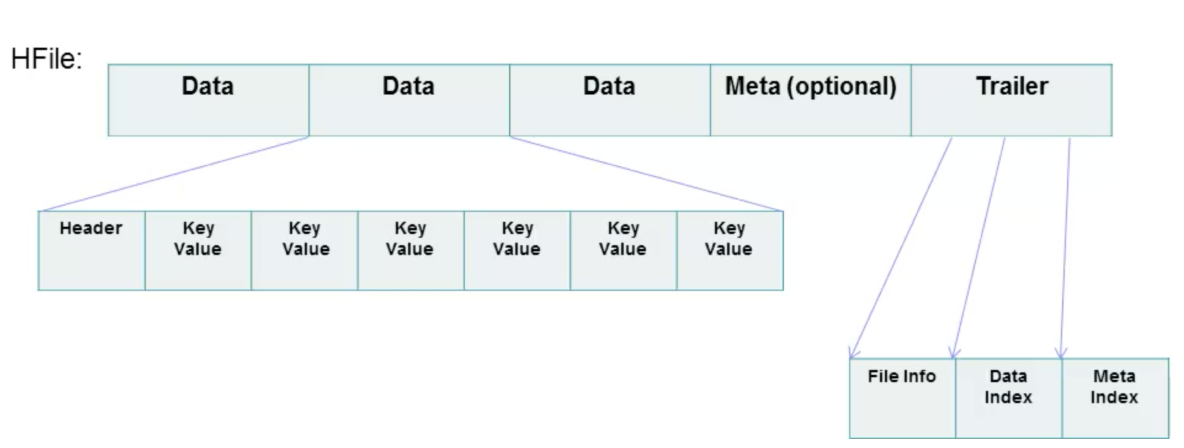 HFile:
Data Data Data Meta (optional) Trailer
Header Key Key Key Key Key Key
Value Value Value Value Value Value
File Info Data Meta
Index Index